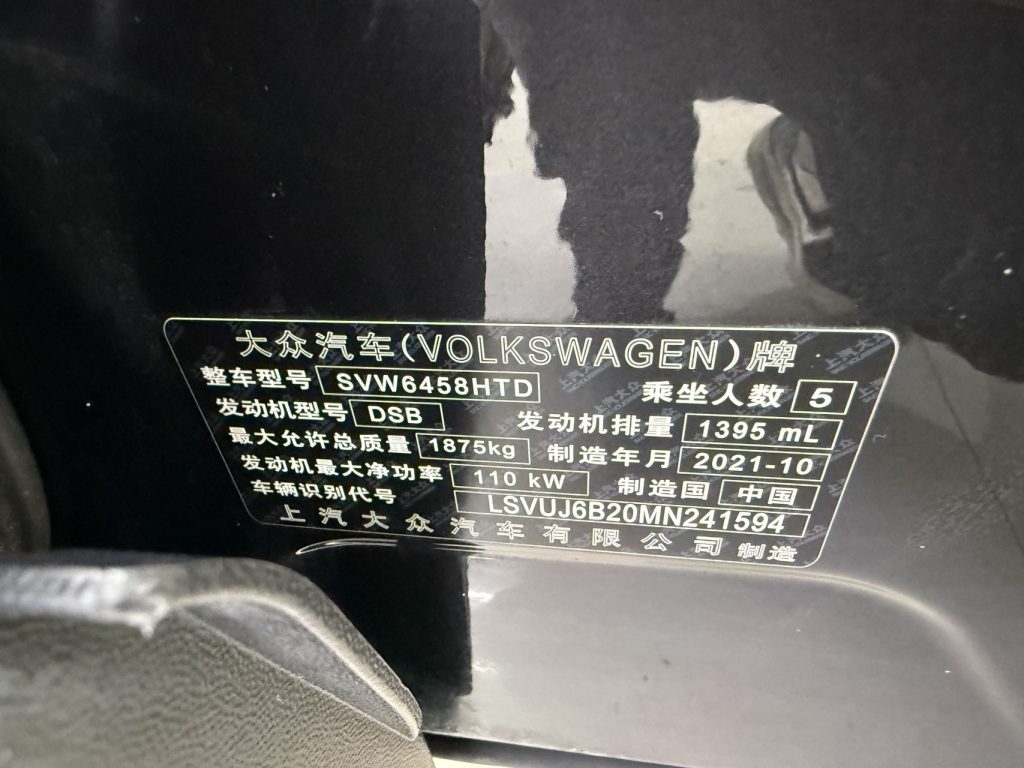 大众汽车(VOLKSWAGEN)牌
整车型号 SVW6458HTD 乘坐人数 5
发动机型号 DSB 发动机排量 1395 mL
最大允许总质量 1875kg 制造年月 2021-10
发动机最大净功率 110 kW 制造国 中国
车辆识别代号 LSVUJ6B20MN241594
上汽大众汽车有限公司 制造